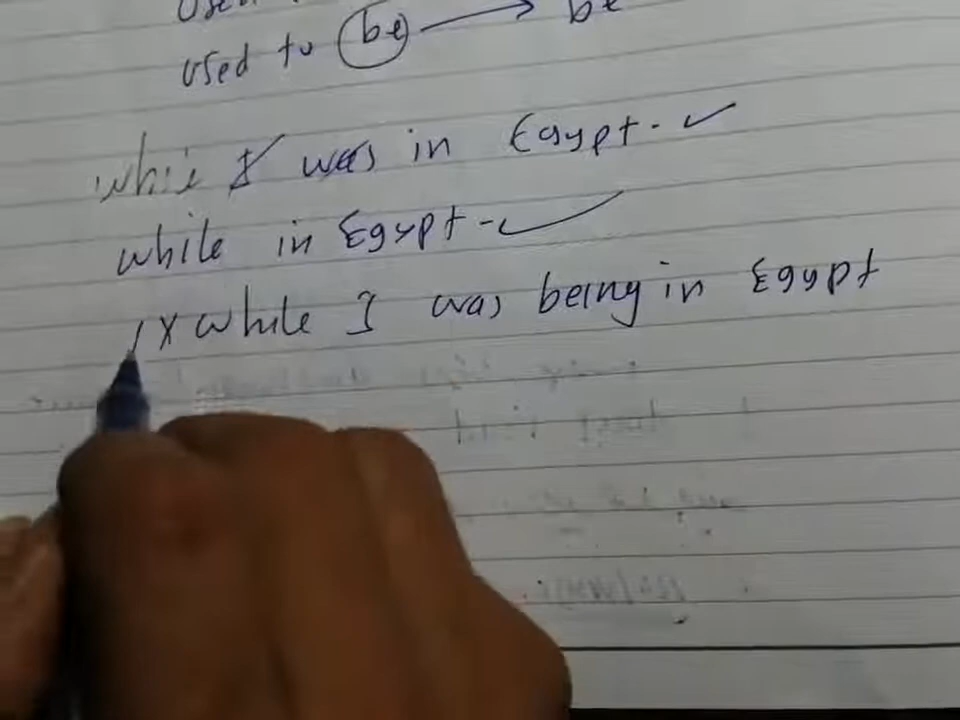 used to be → be
while I was in Egypt. ✓
while in Egypt - ✓
x while I was being in Egypt